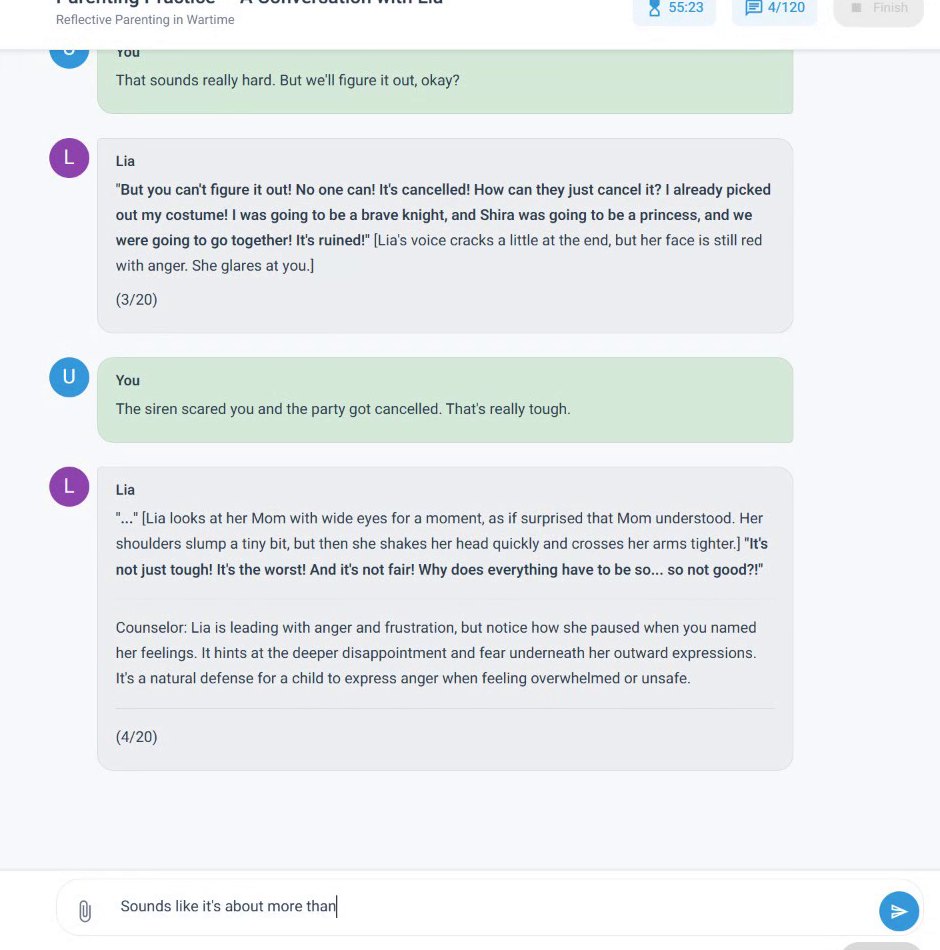 Reflective Parenting in Wartime
55:23
4/120
Finish
You
That sounds really hard. But we'll figure it out, okay?
L
Lia
"But you can't figure it out! No one can! It's cancelled! How can they just cancel it? I already picked
out my costume! I was going to be a brave knight, and Shira was going to be a princess, and we
were going to go together! It's ruined!" [Lia's voice cracks a little at the end, but her face is still red
with anger. She glares at you.]
(3/20)
U
You
The siren scared you and the party got cancelled. That's really tough.
L
Lia
"..." [Lia looks at her Mom with wide eyes for a moment, as if surprised that Mom understood. Her
shoulders slump a tiny bit, but then she shakes her head quickly and crosses her arms tighter.] "It's
not just tough! It's the worst! And it's not fair! Why does everything have to be so... so not good?!"
Counselor: Lia is leading with anger and frustration, but notice how she paused when you named
her feelings. It hints at the deeper disappointment and fear underneath her outward expressions.
It's a natural defense for a child to express anger when feeling overwhelmed or unsafe.
(4/20)
Sounds like it's about more than